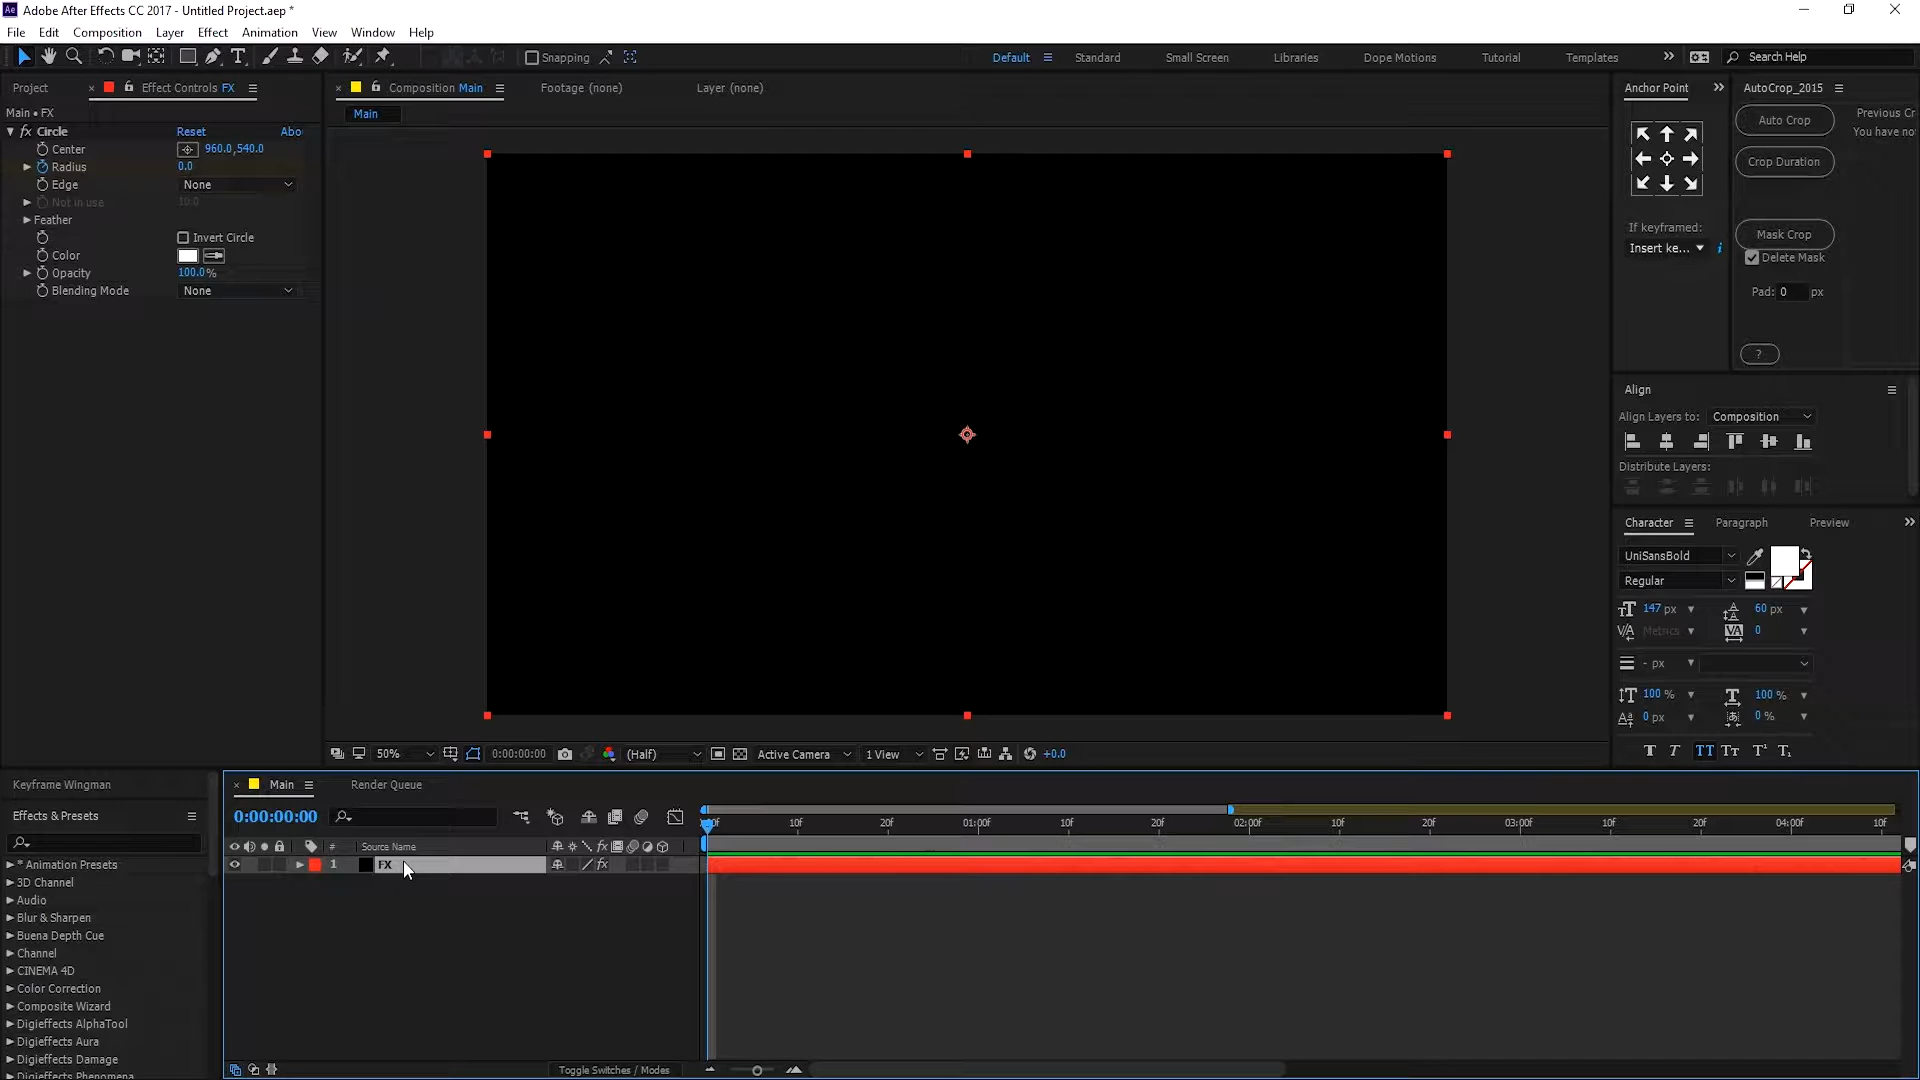 Ae Adobe After Effects CC 2017 - Untitled Project.aep *
File Edit Composition Layer Effect Animation View Window Help
T Snapping Default Standard Small Screen Libraries Dope Motions Tutorial Templates » Search Help
Project × Effect Controls FX × Composition Main Footage (none) Layer (none) Anchor Point » AutoCrop_2015
Main • FX Main
fx Circle Reset Abo
Center 960.0,540.0
Radius 0.0
Edge None
Not in use 10.0
Feather
Invert Circle
Color
Opacity 100.0%
Blending Mode None
Auto Crop Previous Cr
You have no
Crop Duration
If keyframed:
Insert ke... i
Mask Crop
Delete Mask
Pad: 0 px
?
Align
Align Layers to: Composition
Distribute Layers:
Character Paragraph Preview »
UniSansBold
Regular
147 px 60 px
Metrics 0
- px
100 % 100 %
0 px 0 %
T T TT Tr T¹ T₁
50% 0:00:00:00 (Half) Active Camera 1 View +0.0
Keyframe Wingman
Effects & Presets
* Animation Presets
3D Channel
Audio
Blur & Sharpen
Buena Depth Cue
Channel
CINEMA 4D
Color Correction
Composite Wizard
Digieffects AlphaTool
Digieffects Aura
Digieffects Damage
Digieffects Phenomena
× Main Render Queue
0:00:00:00
10f 20f 01:00f 10f 20f 02:00f 10f 20f 03:00f 10f 20f 04:00f 10f
# Source Name fx
1 FX fx
Toggle Switches / Modes